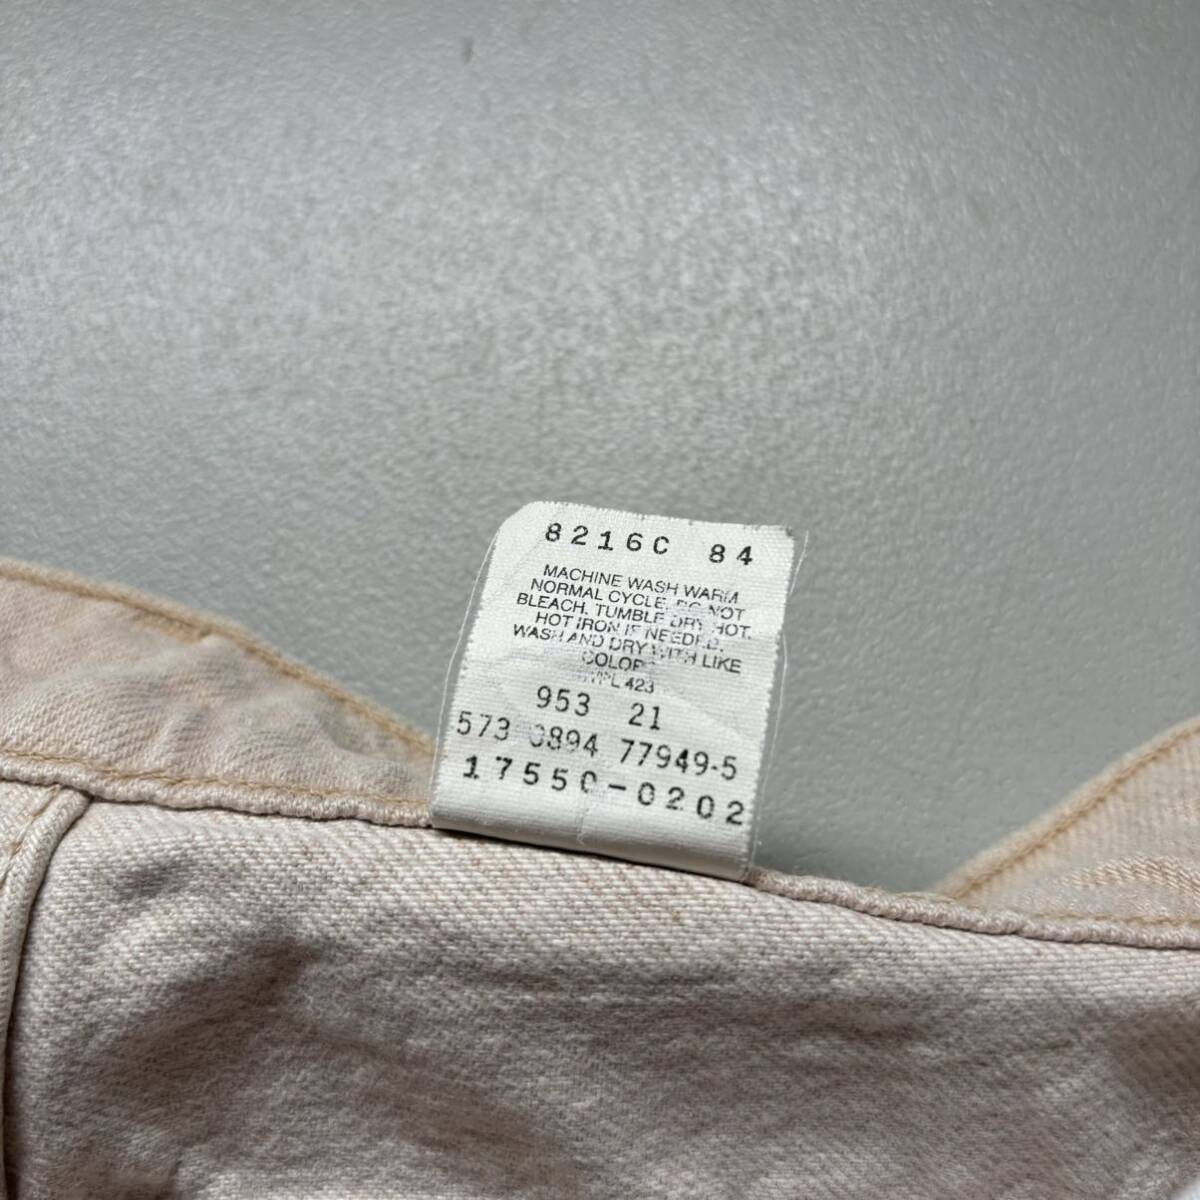 8216C 84
MACHINE WASH WARM
NORMAL CYCLE. DO NOT
BLEACH. TUMBLE DRY HOT.
HOT IRON IF NEEDED.
WASH AND DRY WITH LIKE
COLORS
WPL 423
953 21
573 0894 77949-5
17550-0202